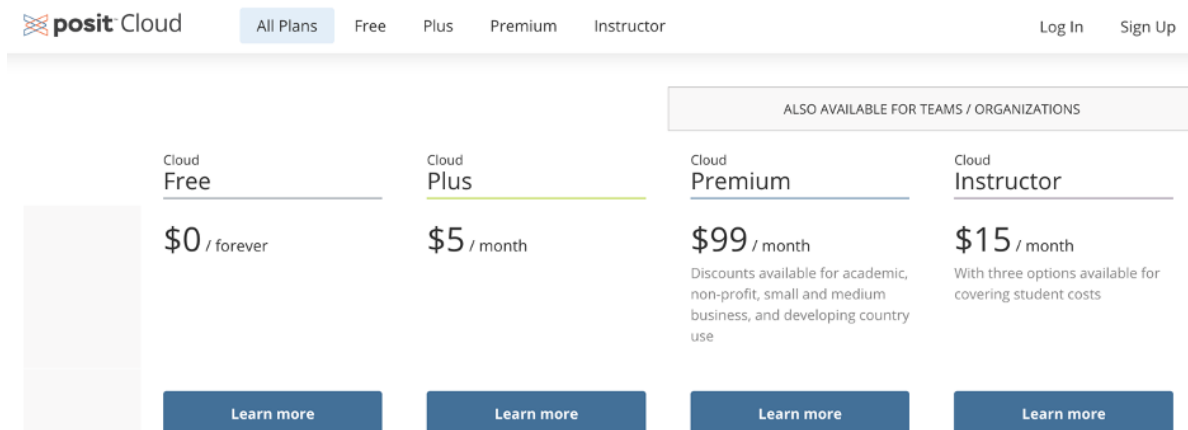 posit Cloud All Plans Free Plus Premium Instructor Log In Sign Up
ALSO AVAILABLE FOR TEAMS / ORGANIZATIONS
Cloud
Free
$0 / forever
Learn more
Cloud
Plus
$5 / month
Learn more
Cloud
Premium
$99 / month
Discounts available for academic,
non-profit, small and medium
business, and developing country
use
Learn more
Cloud
Instructor
$15 / month
With three options available for
covering student costs
Learn more